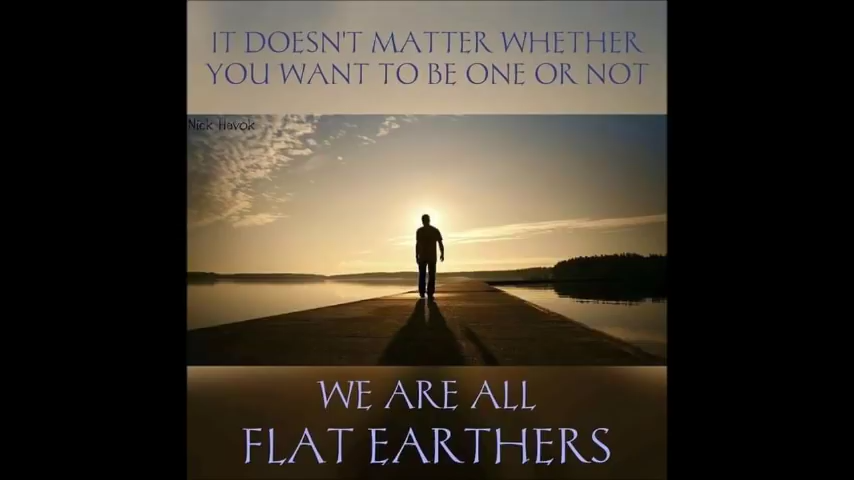 IT DOESN'T MATTER WHETHER
YOU WANT TO BE ONE OR NOT
Nick Havok
WE ARE ALL
FLAT EARTHERS